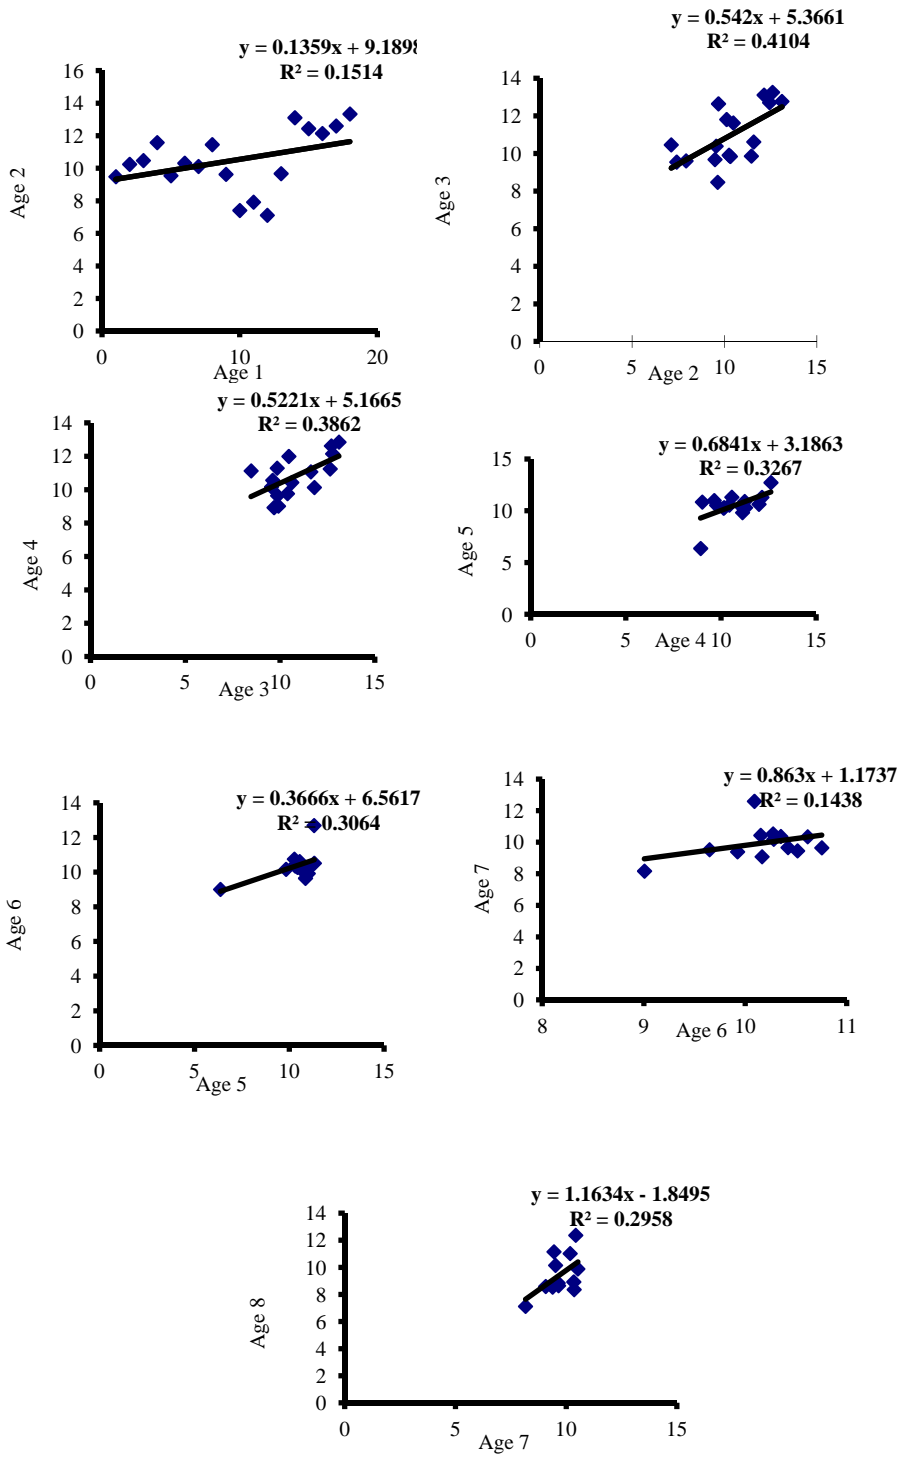 y = 0.1359x + 9.1898
R² = 0.1514
16
14
12
10
8
6
4
2
0
Age 2
0 10 20
Age 1
y = 0.542x + 5.3661
R² = 0.4104
14
12
10
8
6
4
2
0
Age 3
0 5 10 15
Age 2
y = 0.5221x + 5.1665
R² = 0.3862
14
12
10
8
6
4
2
0
Age 4
0 5 10 15
Age 3
y = 0.6841x + 3.1863
R² = 0.3267
15
10
5
0
Age 5
0 5 10 15
Age 4
y = 0.3666x + 6.5617
R² = 0.3064
14
12
10
8
6
4
2
0
Age 6
0 5 10 15
Age 5
y = 0.863x + 1.1737
R² = 0.1438
14
12
10
8
6
4
2
0
Age 7
8 9 10 11
Age 6
y = 1.1634x - 1.8495
R² = 0.2958
14
12
10
8
6
4
2
0
Age 8
0 5 10 15
Age 7